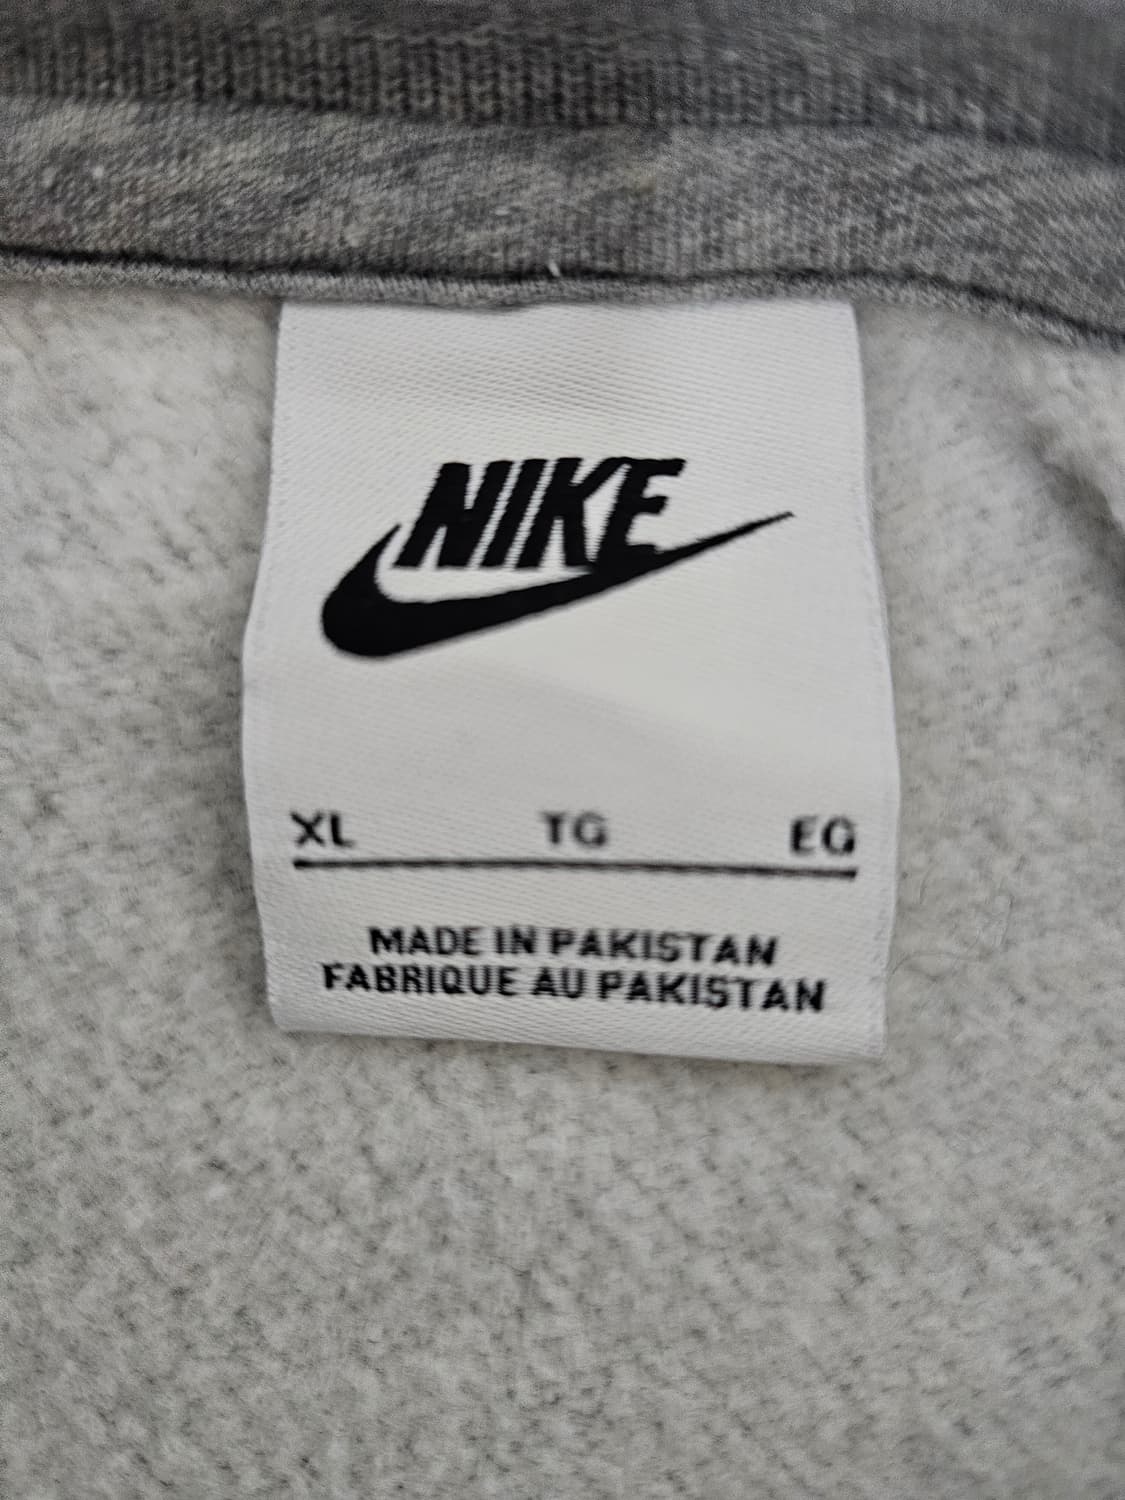 NIKE
XL TG EG
MADE IN PAKISTAN
FABRIQUE AU PAKISTAN